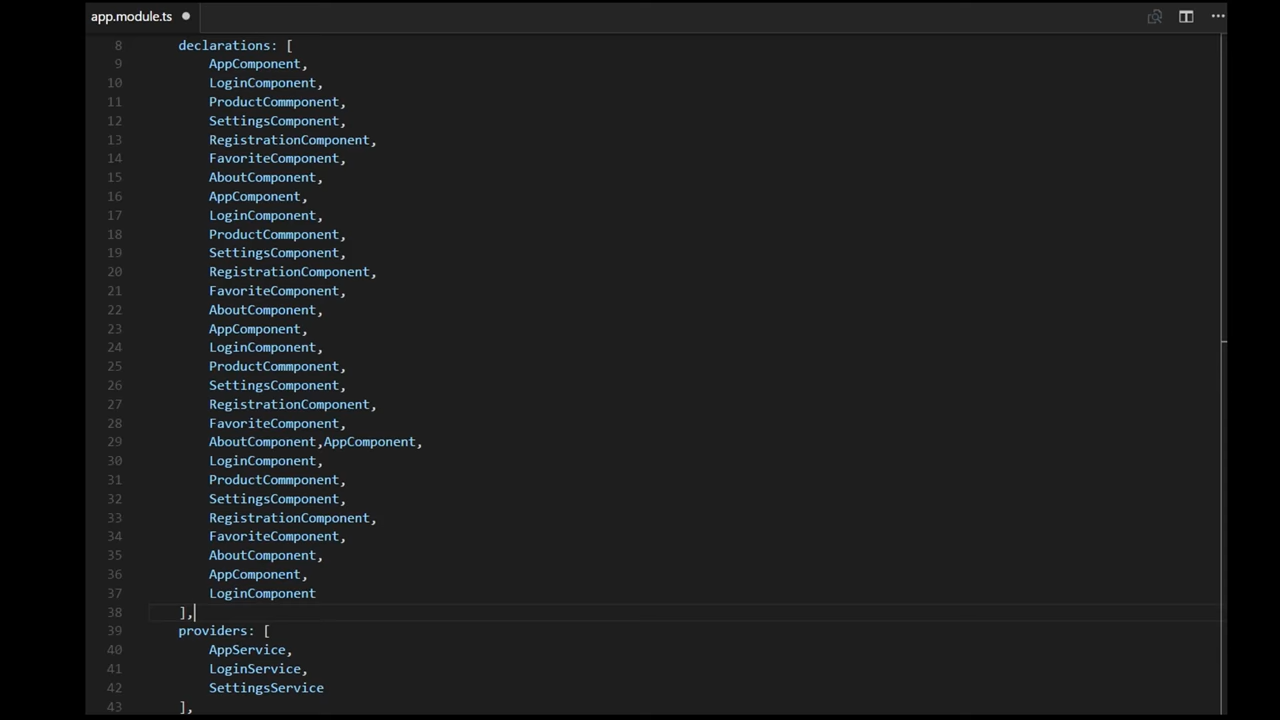 app.module.ts
8 declarations: [
9 AppComponent,
10 LoginComponent,
11 ProductCommponent,
12 SettingsComponent,
13 RegistrationComponent,
14 FavoriteComponent,
15 AboutComponent,
16 AppComponent,
17 LoginComponent,
18 ProductCommponent,
19 SettingsComponent,
20 RegistrationComponent,
21 FavoriteComponent,
22 AboutComponent,
23 AppComponent,
24 LoginComponent,
25 ProductCommponent,
26 SettingsComponent,
27 RegistrationComponent,
28 FavoriteComponent,
29 AboutComponent,AppComponent,
30 LoginComponent,
31 ProductCommponent,
32 SettingsComponent,
33 RegistrationComponent,
34 FavoriteComponent,
35 AboutComponent,
36 AppComponent,
37 LoginComponent
38 ],
39 providers: [
40 AppService,
41 LoginService,
42 SettingsService
43 ],